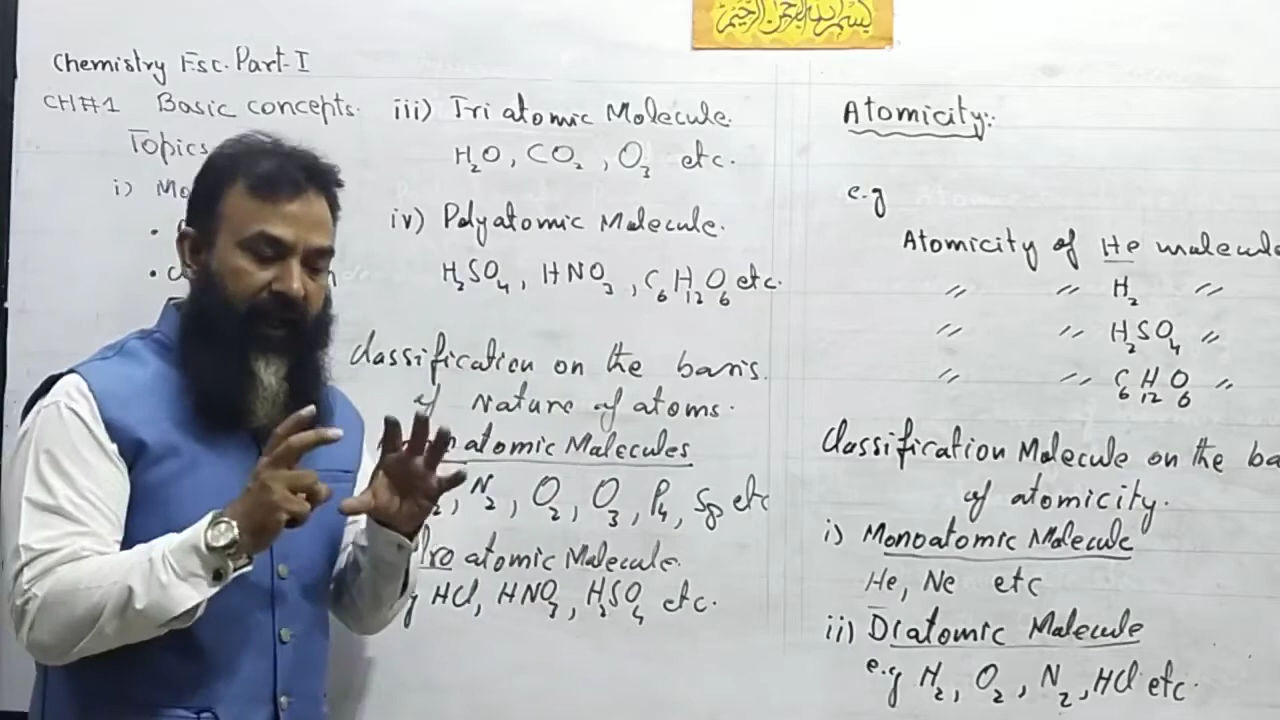 بسم الله الرحمن الرحيم
Chemistry Fsc. Part-I
CH#1 Basic concepts.
Topics
i) Mo
iii) Tri atomic Molecule.
H₂O, CO₂, O₃ etc.
iv) Polyatomic Molecule.
H₂SO₄, HNO₃, C₆H₁₂O₆ etc.
Classification on the basis
of Nature of atoms.
atomic Molecules
N₂, O₂, O₃, P₄, S₈ etc
atomic Molecule.
HCl, HNO₃, H₂SO₄ etc.
Atomicity:
e.g
Atomicity of He molecule
〃 〃 H₂ 〃
〃 〃 H₂SO₄ 〃
〃 〃 C₆H₁₂O₆ 〃
Classification Molecule on the ba
of atomicity.
i) Monoatomic Molecule
He, Ne etc
ii) Diatomic Molecule
e.g H₂, O₂, N₂, HCl etc.